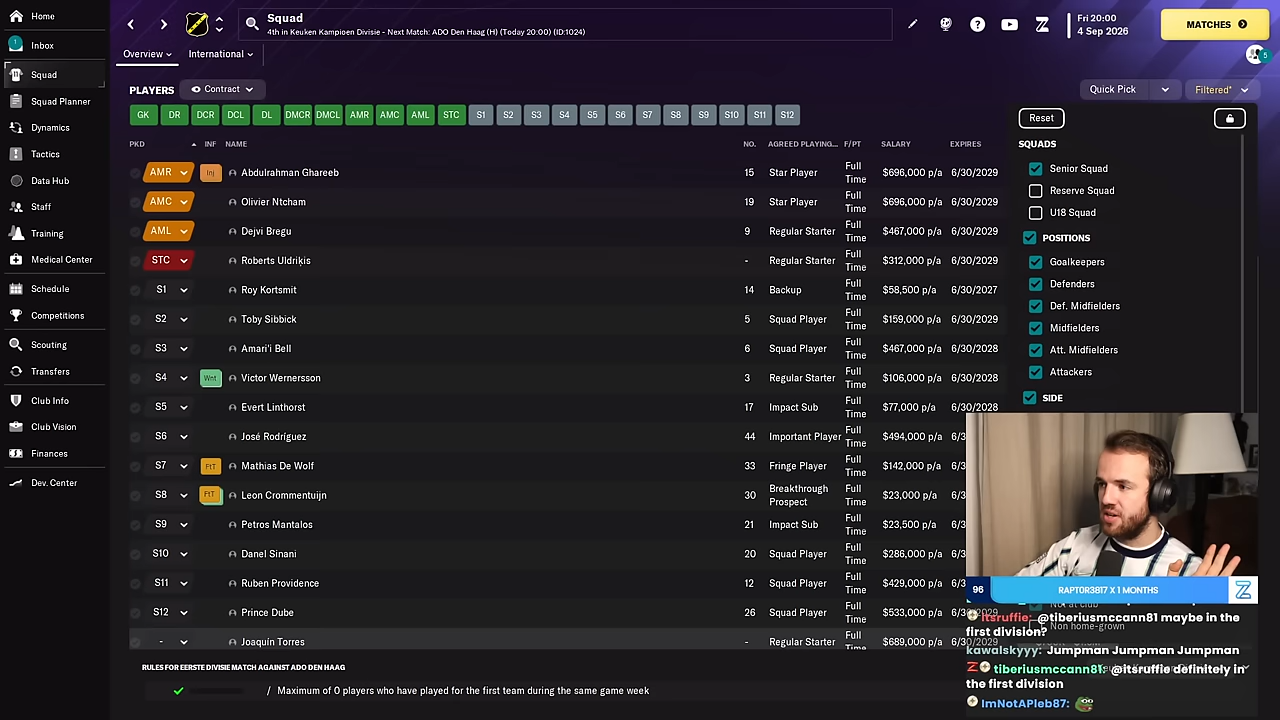 Home
Inbox
Squad
Squad Planner
Dynamics
Tactics
Data Hub
Staff
Training
Medical Center
Schedule
Competitions
Scouting
Transfers
Club Info
Club Vision
Finances
Dev. Center
Squad
4th in Keuken Kampioen Divisie - Next Match: ADO Den Haag (H) (Today 20:00) (ID:1024)
Fri 20:00
4 Sep 2026
MATCHES
5
Overview
International
PLAYERS
Contract
Quick Pick
Filtered*
GK DR DCR DCL DL DMCR DMCL AMR AMC AML STC S1 S2 S3 S4 S5 S6 S7 S8 S9 S10 S11 S12
PKD INF NAME NO. AGREED PLAYING... F/PT SALARY EXPIRES
AMR Inj Abdulrahman Ghareeb 15 Star Player Full Time $696,000 p/a 6/30/2029
AMC Olivier Ntcham 19 Star Player Full Time $696,000 p/a 6/30/2029
AML Dejvi Bregu 9 Regular Starter Full Time $467,000 p/a 6/30/2029
STC Roberts Uldriķis - Regular Starter Full Time $312,000 p/a 6/30/2029
S1 Roy Kortsmit 14 Backup Full Time $58,500 p/a 6/30/2027
S2 Toby Sibbick 5 Squad Player Full Time $159,000 p/a 6/30/2029
S3 Amari'i Bell 6 Squad Player Full Time $467,000 p/a 6/30/2028
S4 Wnt Victor Wernersson 3 Regular Starter Full Time $106,000 p/a 6/30/2028
S5 Evert Linthorst 17 Impact Sub Full Time $77,000 p/a 6/30/2028
S6 José Rodríguez 44 Important Player Full Time $494,000 p/a
S7 FtT Mathias De Wolf 33 Fringe Player Full Time $142,000 p/a
S8 FtT Leon Crommentuijn 30 Breakthrough Prospect Full Time $23,000 p/a
S9 Petros Mantalos 21 Impact Sub Full Time $23,500 p/a
S10 Danel Sinani 20 Squad Player Full Time $286,000 p/a
S11 Ruben Providence 12 Squad Player Full Time $429,000 p/a
S12 Prince Dube 26 Squad Player Full Time $533,000 p/a
- Joaquín Torres - Regular Starter Full $689,000 p/a
RULES FOR EERSTE DIVISIE MATCH AGAINST ADO DEN HAAG
/ Maximum of 0 players who have played for the first team during the same game week
Reset
SQUADS
Senior Squad
Reserve Squad
U18 Squad
POSITIONS
Goalkeepers
Defenders
Def. Midfielders
Midfielders
Att. Midfielders
Attackers
SIDE
96 RAPT0R3817 X 1 MONTHS
Not at club
itsruffie: @tiberiusmccann81 maybe in the
first division?
Non home-grown
kawalskyyy: Jumpman Jumpman Jumpman
tiberiusmccann81: @itsruffie definitely in
the first division
ImNotAPleb87: